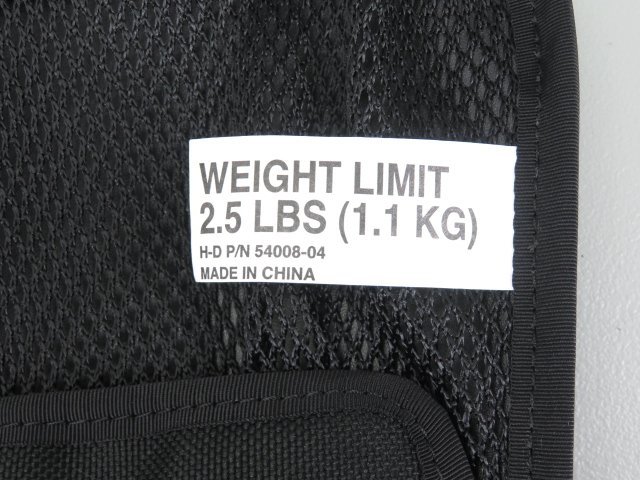 WEIGHT LIMIT
2.5 LBS (1.1 KG)
H-D P/N 54008-04
MADE IN CHINA